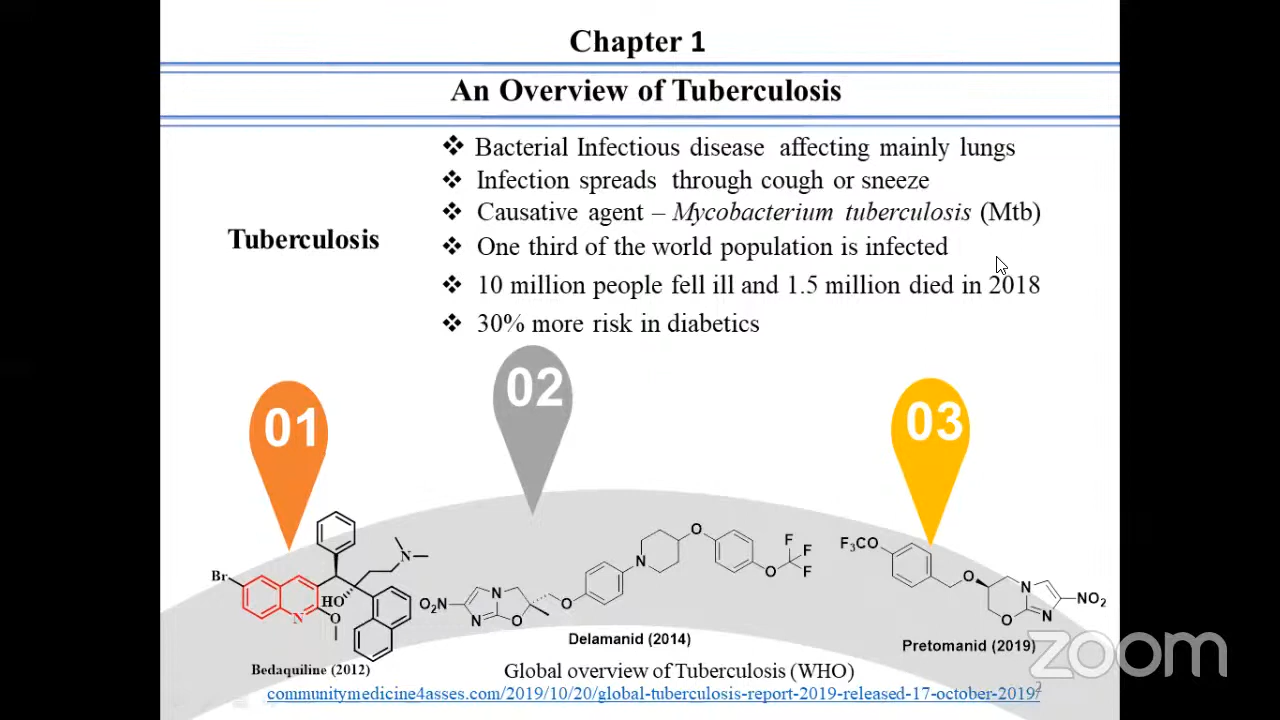 Chapter 1
An Overview of Tuberculosis
Tuberculosis
❖ Bacterial Infectious disease affecting mainly lungs
❖ Infection spreads through cough or sneeze
❖ Causative agent – Mycobacterium tuberculosis (Mtb)
❖ One third of the world population is infected
❖ 10 million people fell ill and 1.5 million died in 2018
❖ 30% more risk in diabetics
01
02
03
Br
HO
N
O
N
O₂N
N
N
O
O
N
O
O
F
F
F
F₃CO
O
O
N
N
NO₂
Bedaquiline (2012)
Delamanid (2014)
Pretomanid (2019)
Global overview of Tuberculosis (WHO)
communitymedicine4asses.com/2019/10/20/global-tuberculosis-report-2019-released-17-october-2019/
2
zoom